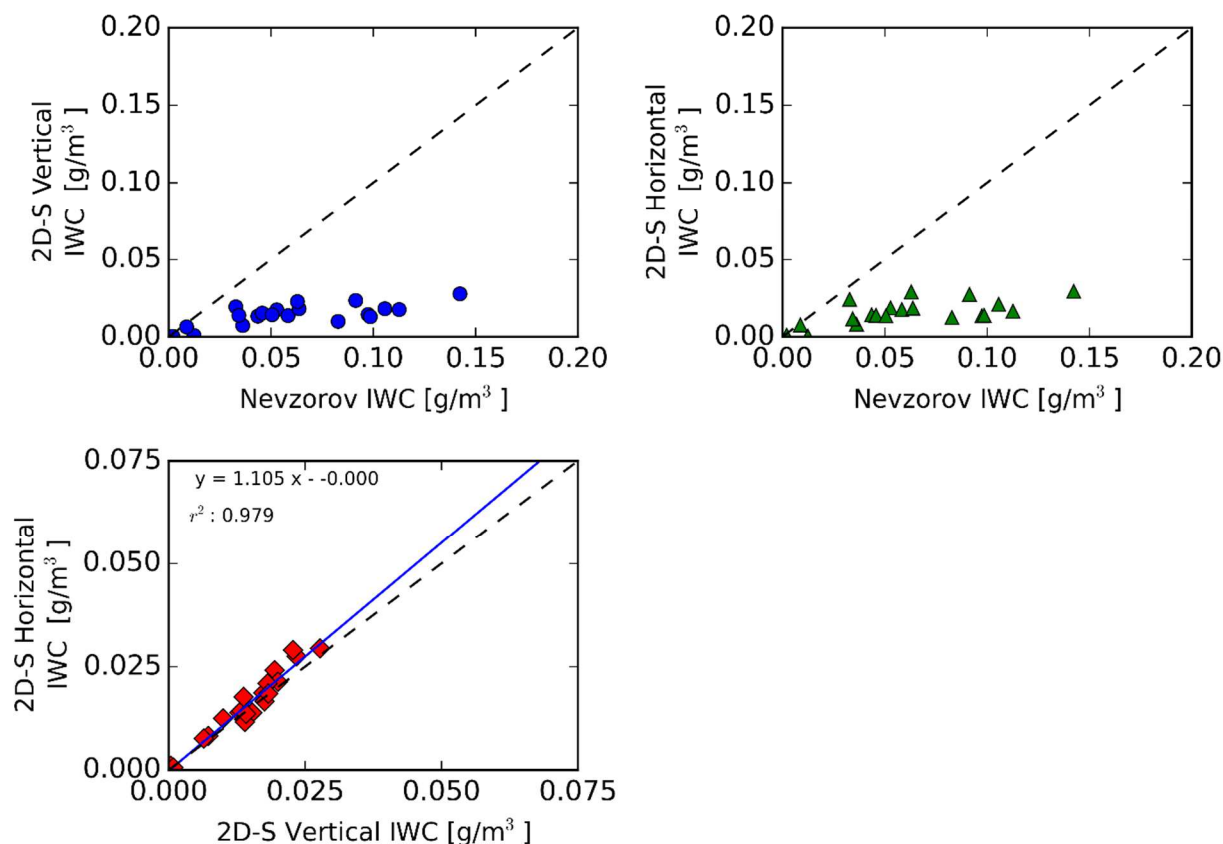 0.20
0.15
0.10
0.05
0.00
2D-S Vertical
IWC [g/m³ ]
0.00 0.05 0.10 0.15 0.20
Nevzorov IWC [g/m³ ]
0.20
0.15
0.10
0.05
0.00
2D-S Horizontal
IWC [g/m³ ]
0.00 0.05 0.10 0.15 0.20
Nevzorov IWC [g/m³ ]
0.075
0.050
0.025
0.000
2D-S Horizontal
IWC [g/m³ ]
y = 1.105 x - -0.000
r² : 0.979
0.000 0.025 0.050 0.075
2D-S Vertical IWC [g/m³ ]